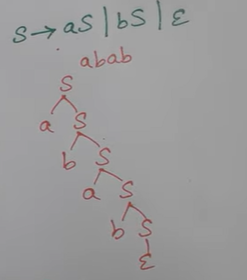 S → aS | bS | ε
abab
S
a S
b S
a S
b S
ε